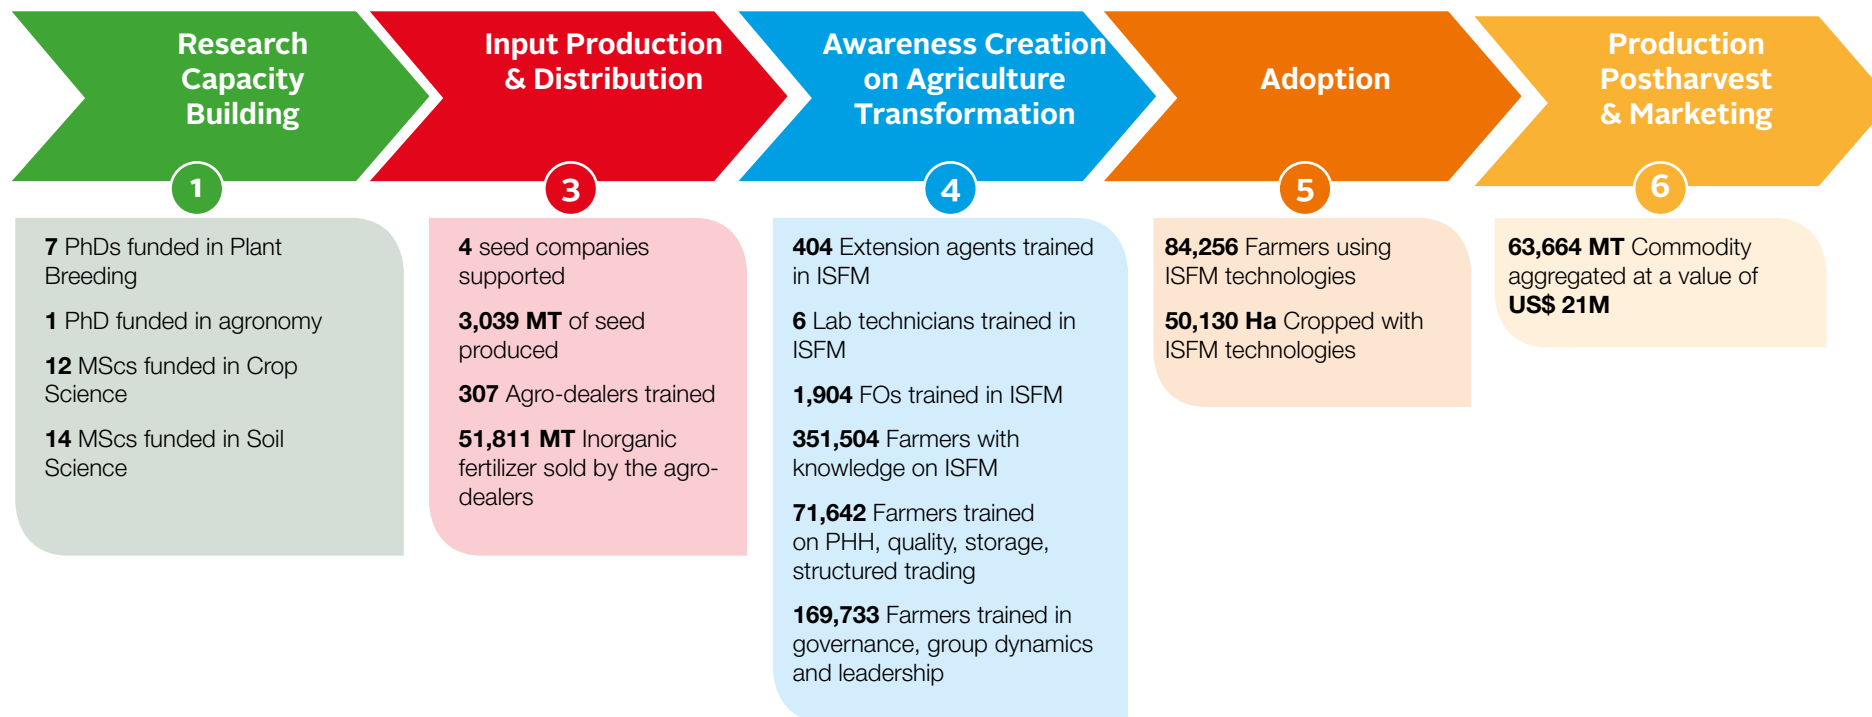 Research
Capacity
Building
1
7 PhDs funded in Plant
Breeding
1 PhD funded in agronomy
12 MScs funded in Crop
Science
14 MScs funded in Soil
Science
Input Production
& Distribution
3
4 seed companies
supported
3,039 MT of seed
produced
307 Agro-dealers trained
51,811 MT Inorganic
fertilizer sold by the agro-
dealers
Awareness Creation
on Agriculture
Transformation
4
404 Extension agents trained
in ISFM
6 Lab technicians trained in
ISFM
1,904 FOs trained in ISFM
351,504 Farmers with
knowledge on ISFM
71,642 Farmers trained
on PHH, quality, storage,
structured trading
169,733 Farmers trained in
governance, group dynamics
and leadership
Adoption
5
84,256 Farmers using
ISFM technologies
50,130 Ha Cropped with
ISFM technologies
Production
Postharvest
& Marketing
6
63,664 MT Commodity
aggregated at a value of
US$ 21M